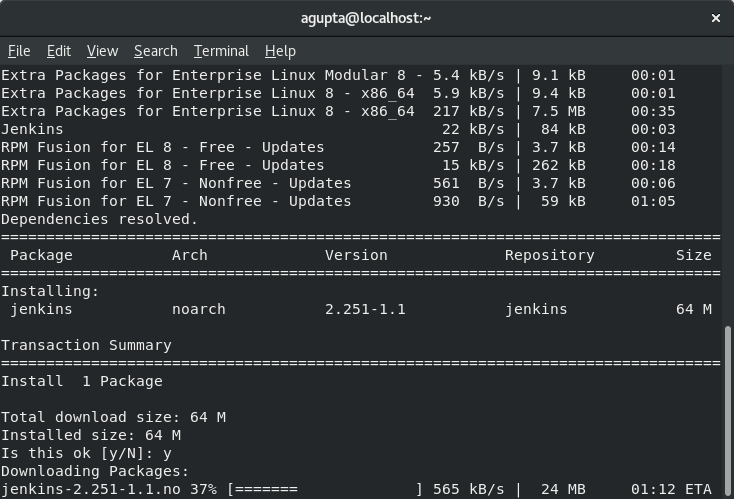 agupta@localhost:~ ×
File Edit View Search Terminal Help
Extra Packages for Enterprise Linux Modular 8 - 5.4 kB/s | 9.1 kB     00:01
Extra Packages for Enterprise Linux 8 - x86_64  5.9 kB/s | 9.4 kB     00:01
Extra Packages for Enterprise Linux 8 - x86_64  217 kB/s | 7.5 MB     00:35
Jenkins                                          22 kB/s |  84 kB     00:03
RPM Fusion for EL 8 - Free - Updates            257  B/s | 3.7 kB     00:14
RPM Fusion for EL 8 - Free - Updates             15 kB/s | 262 kB     00:18
RPM Fusion for EL 7 - Nonfree - Updates         561  B/s | 3.7 kB     00:06
RPM Fusion for EL 7 - Nonfree - Updates         930  B/s |  59 kB     01:05
Dependencies resolved.
================================================================================
 Package           Arch             Version             Repository         Size
================================================================================
Installing:
 jenkins           noarch           2.251-1.1           jenkins            64 M

Transaction Summary
================================================================================
Install  1 Package

Total download size: 64 M
Installed size: 64 M
Is this ok [y/N]: y
Downloading Packages:
jenkins-2.251-1.1.no 37% [=======             ] 565 kB/s |  24 MB     01:12 ETA